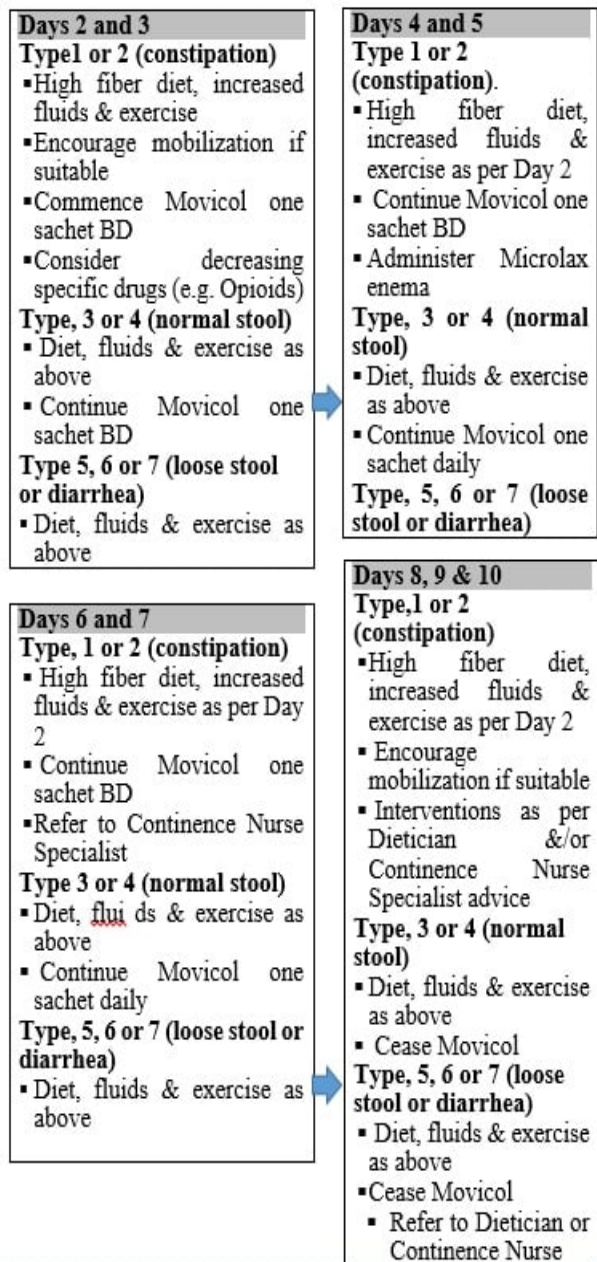 Days 2 and 3
Type1 or 2 (constipation)
▪High fiber diet, increased
fluids & exercise
▪Encourage mobilization if
suitable
▪Commence Movicol one
sachet BD
▪Consider decreasing
specific drugs (e.g. Opioids)
Type, 3 or 4 (normal stool)
▪ Diet, fluids & exercise as
above
▪ Continue Movicol one
sachet BD
Type 5, 6 or 7 (loose stool
or diarrhea)
▪ Diet, fluids & exercise as
above
Days 4 and 5
Type 1 or 2
(constipation).
▪ High fiber diet,
increased fluids &
exercise as per Day 2
▪ Continue Movicol one
sachet BD
▪ Administer Microlax
enema
Type, 3 or 4 (normal
stool)
▪ Diet, fluids & exercise
as above
▪ Continue Movicol one
sachet daily
Type, 5, 6 or 7 (loose
stool or diarrhea)
Days 6 and 7
Type, 1 or 2 (constipation)
▪ High fiber diet, increased
fluids & exercise as per Day
2
▪ Continue Movicol one
sachet BD
▪Refer to Continence Nurse
Specialist
Type 3 or 4 (normal stool)
▪ Diet, flui ds & exercise as
above
▪ Continue Movicol one
sachet daily
Type, 5, 6 or 7 (loose stool or
diarrhea)
▪ Diet, fluids & exercise as
above
Days 8, 9 & 10
Type,1 or 2
(constipation)
▪High fiber diet,
increased fluids &
exercise as per Day 2
▪ Encourage
mobilization if suitable
▪ Interventions as per
Dietician &/or
Continence Nurse
Specialist advice
Type, 3 or 4 (normal
stool)
▪ Diet, fluids & exercise
as above
▪ Cease Movicol
Type, 5, 6 or 7 (loose
stool or diarrhea)
▪ Diet, fluids & exercise
as above
▪Cease Movicol
▪ Refer to Dietician or
Continence Nurse